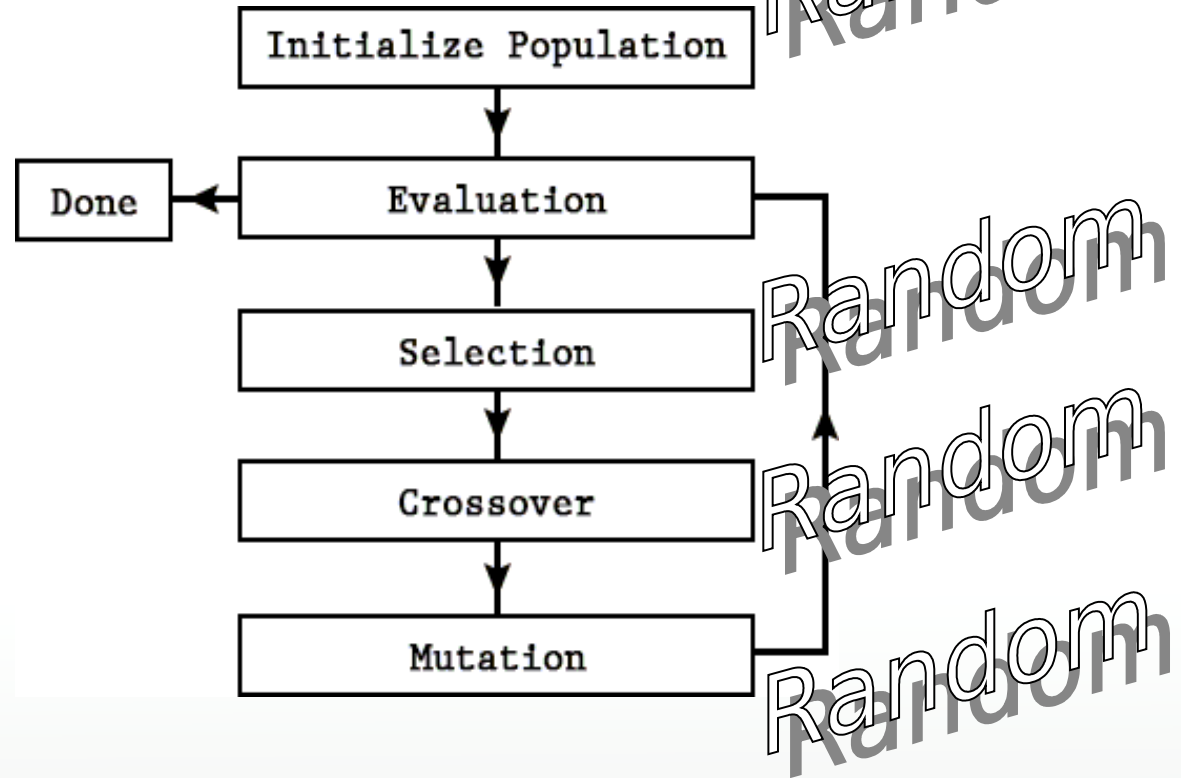 Initialize Population
Random
Done
Evaluation
Random
Selection
Random
Crossover
Random
Mutation